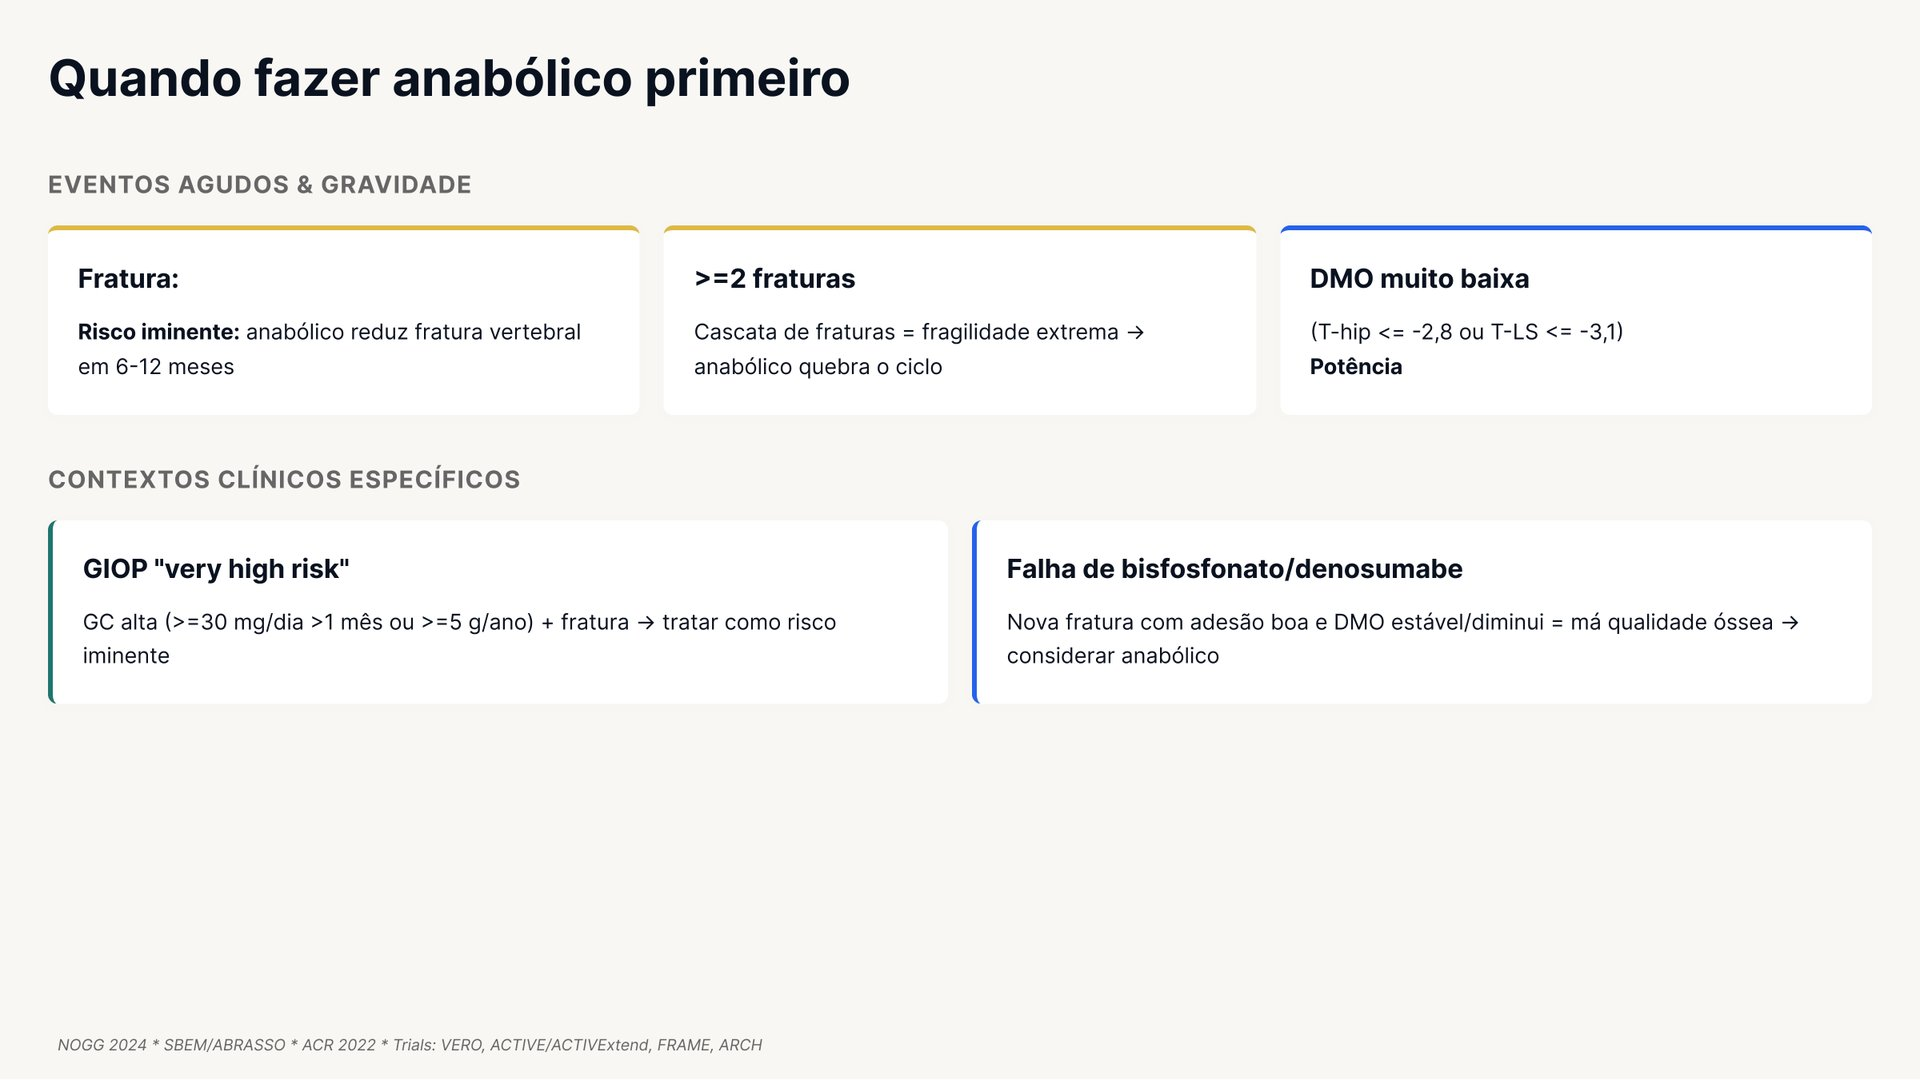 Quando fazer anabólico primeiro
EVENTOS AGUDOS & GRAVIDADE
Fratura:
Risco iminente: anabólico reduz fratura vertebral
em 6-12 meses
>=2 fraturas
Cascata de fraturas = fragilidade extrema →
anabólico quebra o ciclo
DMO muito baixa
(T-hip <= -2,8 ou T-LS <= -3,1)
Potência
CONTEXTOS CLÍNICOS ESPECÍFICOS
GIOP "very high risk"
GC alta (>=30 mg/dia >1 mês ou >=5 g/ano) + fratura → tratar como risco
iminente
Falha de bisfosfonato/denosumabe
Nova fratura com adesão boa e DMO estável/diminui = má qualidade óssea →
considerar anabólico
NOGG 2024 * SBEM/ABRASSO * ACR 2022 * Trials: VERO, ACTIVE/ACTIVExtend, FRAME, ARCH